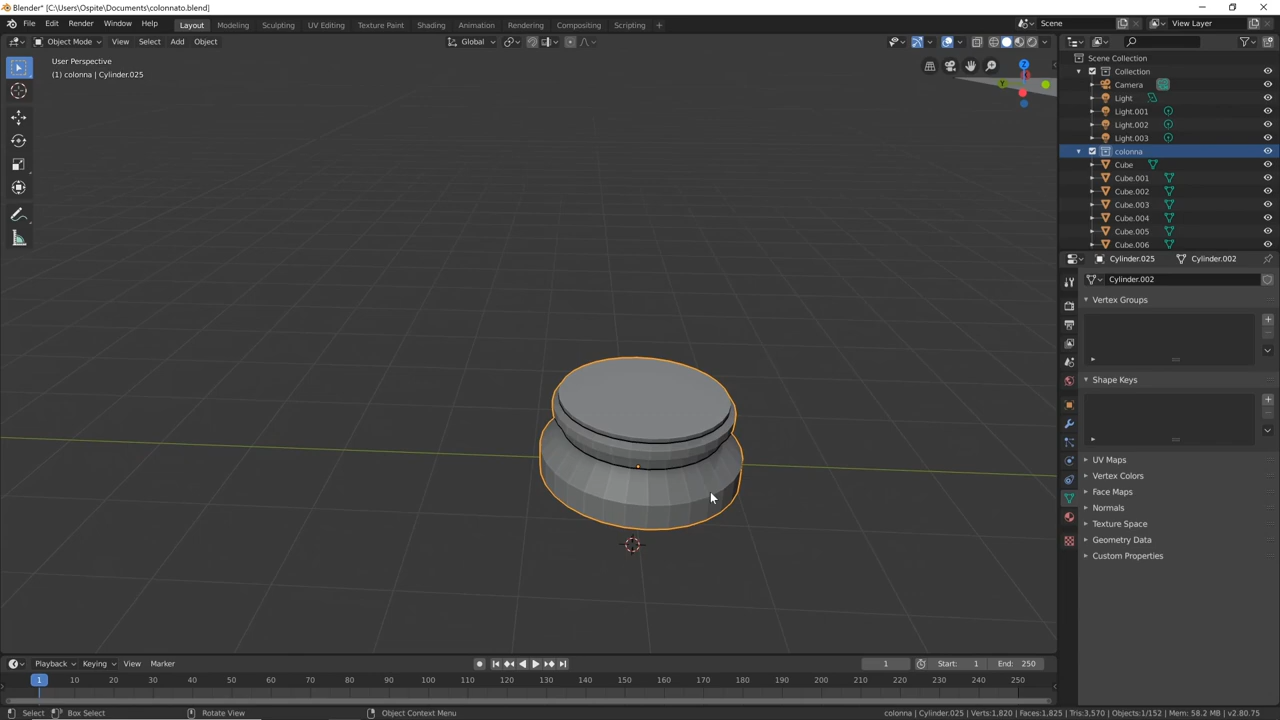 Blender* [C:\Users\Ospite\Documents\colonnato.blend]
File Edit Render Window Help Layout Modeling Sculpting UV Editing Texture Paint Shading Animation Rendering Compositing Scripting + Scene View Layer
Object Mode View Select Add Object Global
User Perspective
(1) colonna | Cylinder.025
Z
Y
Scene Collection
Collection
Camera
Light
Light.001
Light.002
Light.003
colonna
Cube
Cube.001
Cube.002
Cube.003
Cube.004
Cube.005
Cube.006
Cylinder.025 Cylinder.002
Cylinder.002
Vertex Groups
Shape Keys
UV Maps
Vertex Colors
Face Maps
Normals
Texture Space
Geometry Data
Custom Properties
Playback Keying View Marker 1 Start: 1 End: 250
1 10 20 30 40 50 60 70 80 90 100 110 120 130 140 150 160 170 180 190 200 210 220 230 240 250
Select Box Select Rotate View Object Context Menu colonna | Cylinder.025 | Verts:1,820 | Faces:1,825 | Tris:3,570 | Objects:1/152 | Mem: 58.2 MB | v2.80.75